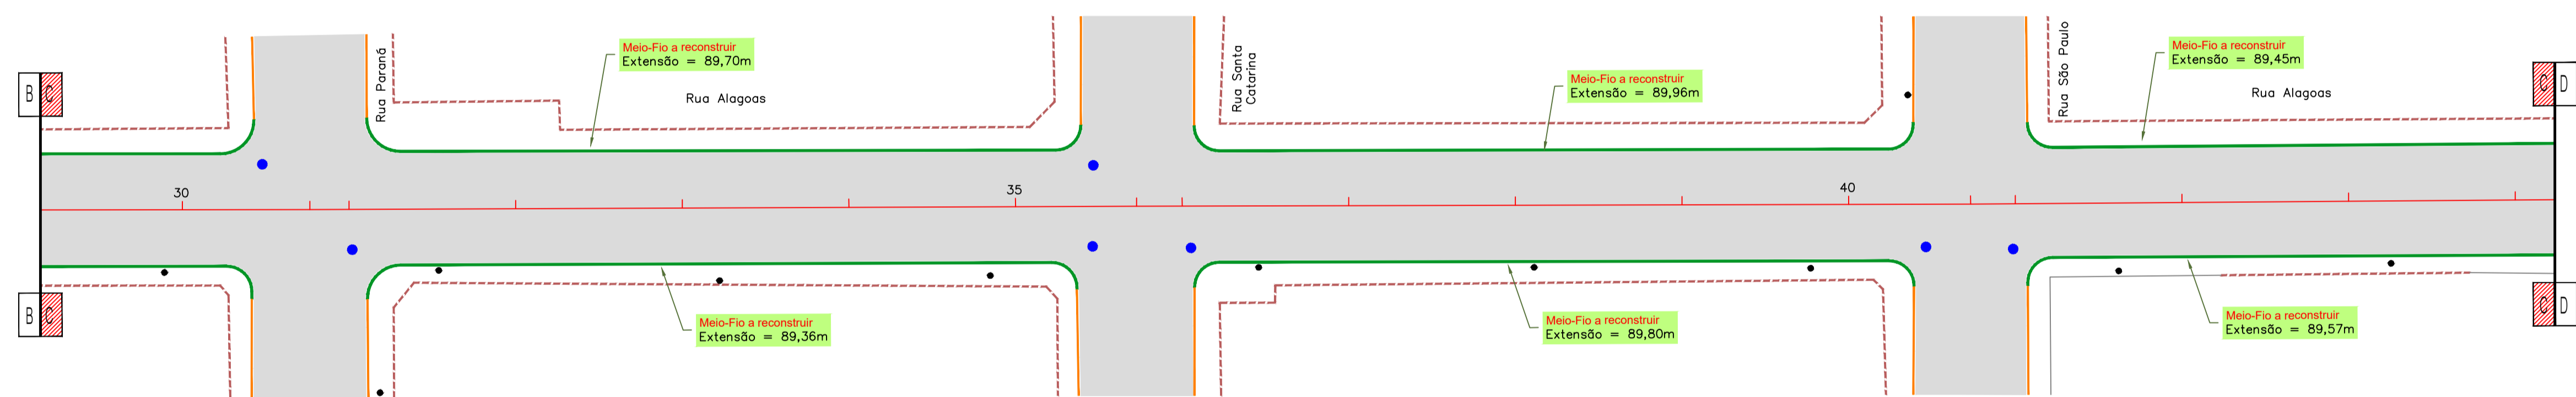 B C
Rua Paraná
Meio-Fio a reconstruir
Extensão = 89,70m
Rua Alagoas
Rua Santa
Catarina
Meio-Fio a reconstruir
Extensão = 89,96m
Rua São Paulo
Meio-Fio a reconstruir
Extensão = 89,45m
Rua Alagoas
C D
30
35
40
B C
Meio-Fio a reconstruir
Extensão = 89,36m
Meio-Fio a reconstruir
Extensão = 89,80m
Meio-Fio a reconstruir
Extensão = 89,57m
C D